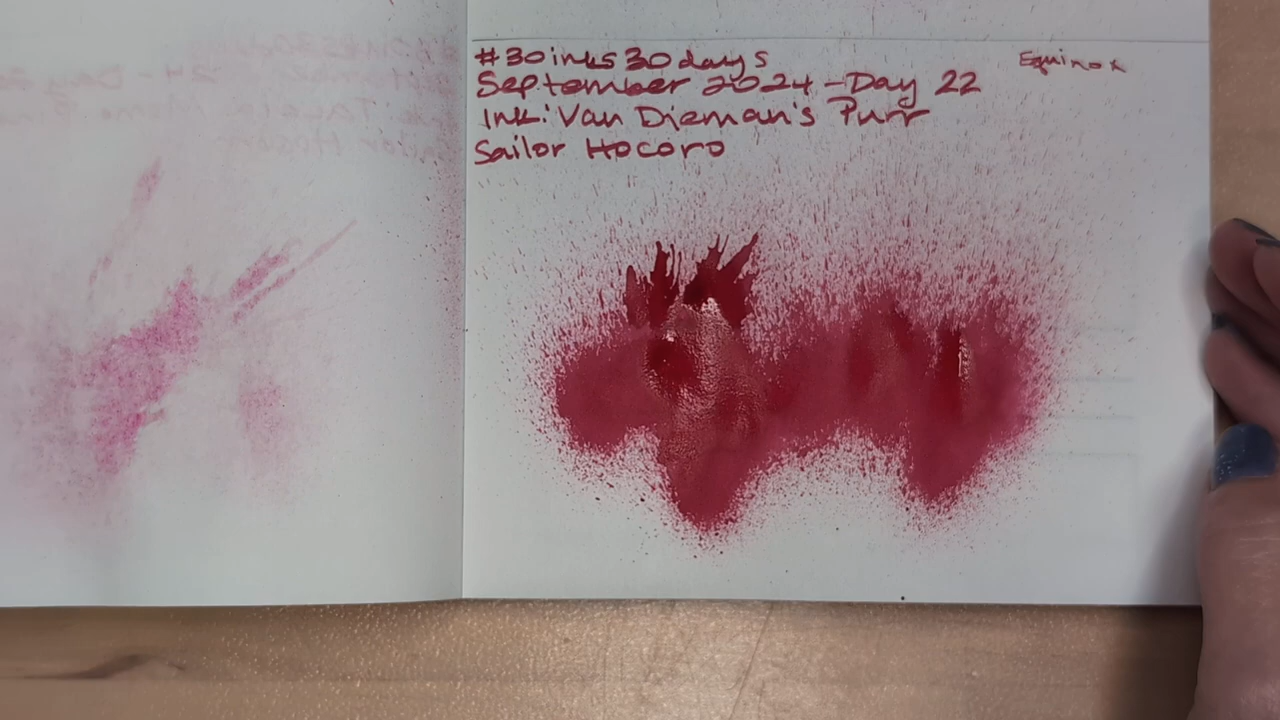 #30inks30days
Equinox
September 2024 - Day 22
Ink: Van Dieman's Purr
Sailor Hocoro